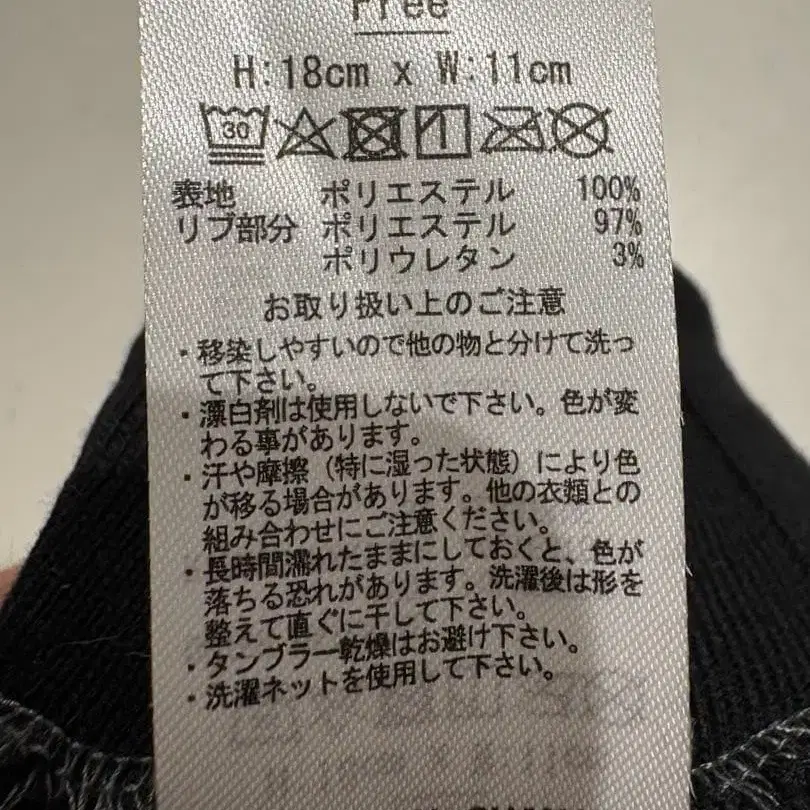 Free
H:18cm x W:11cm
30
表地 ポリエステル 100%
リブ部分 ポリエステル 97%
ポリウレタン 3%
お取り扱い上のご注意
・移染しやすいので他の物と分けて洗っ
て下さい。
・漂白剤は使用しないで下さい。色が変
わる事があります。
・汗や摩擦（特に湿った状態）により色
が移る場合があります。他の衣類との
組み合わせにご注意ください。
・長時間濡れたままにしておくと、色が
落ちる恐れがあります。洗濯後は形を
整えて直ぐに干して下さい。
・タンブラー乾燥はお避け下さい。
・洗濯ネットを使用して下さい。